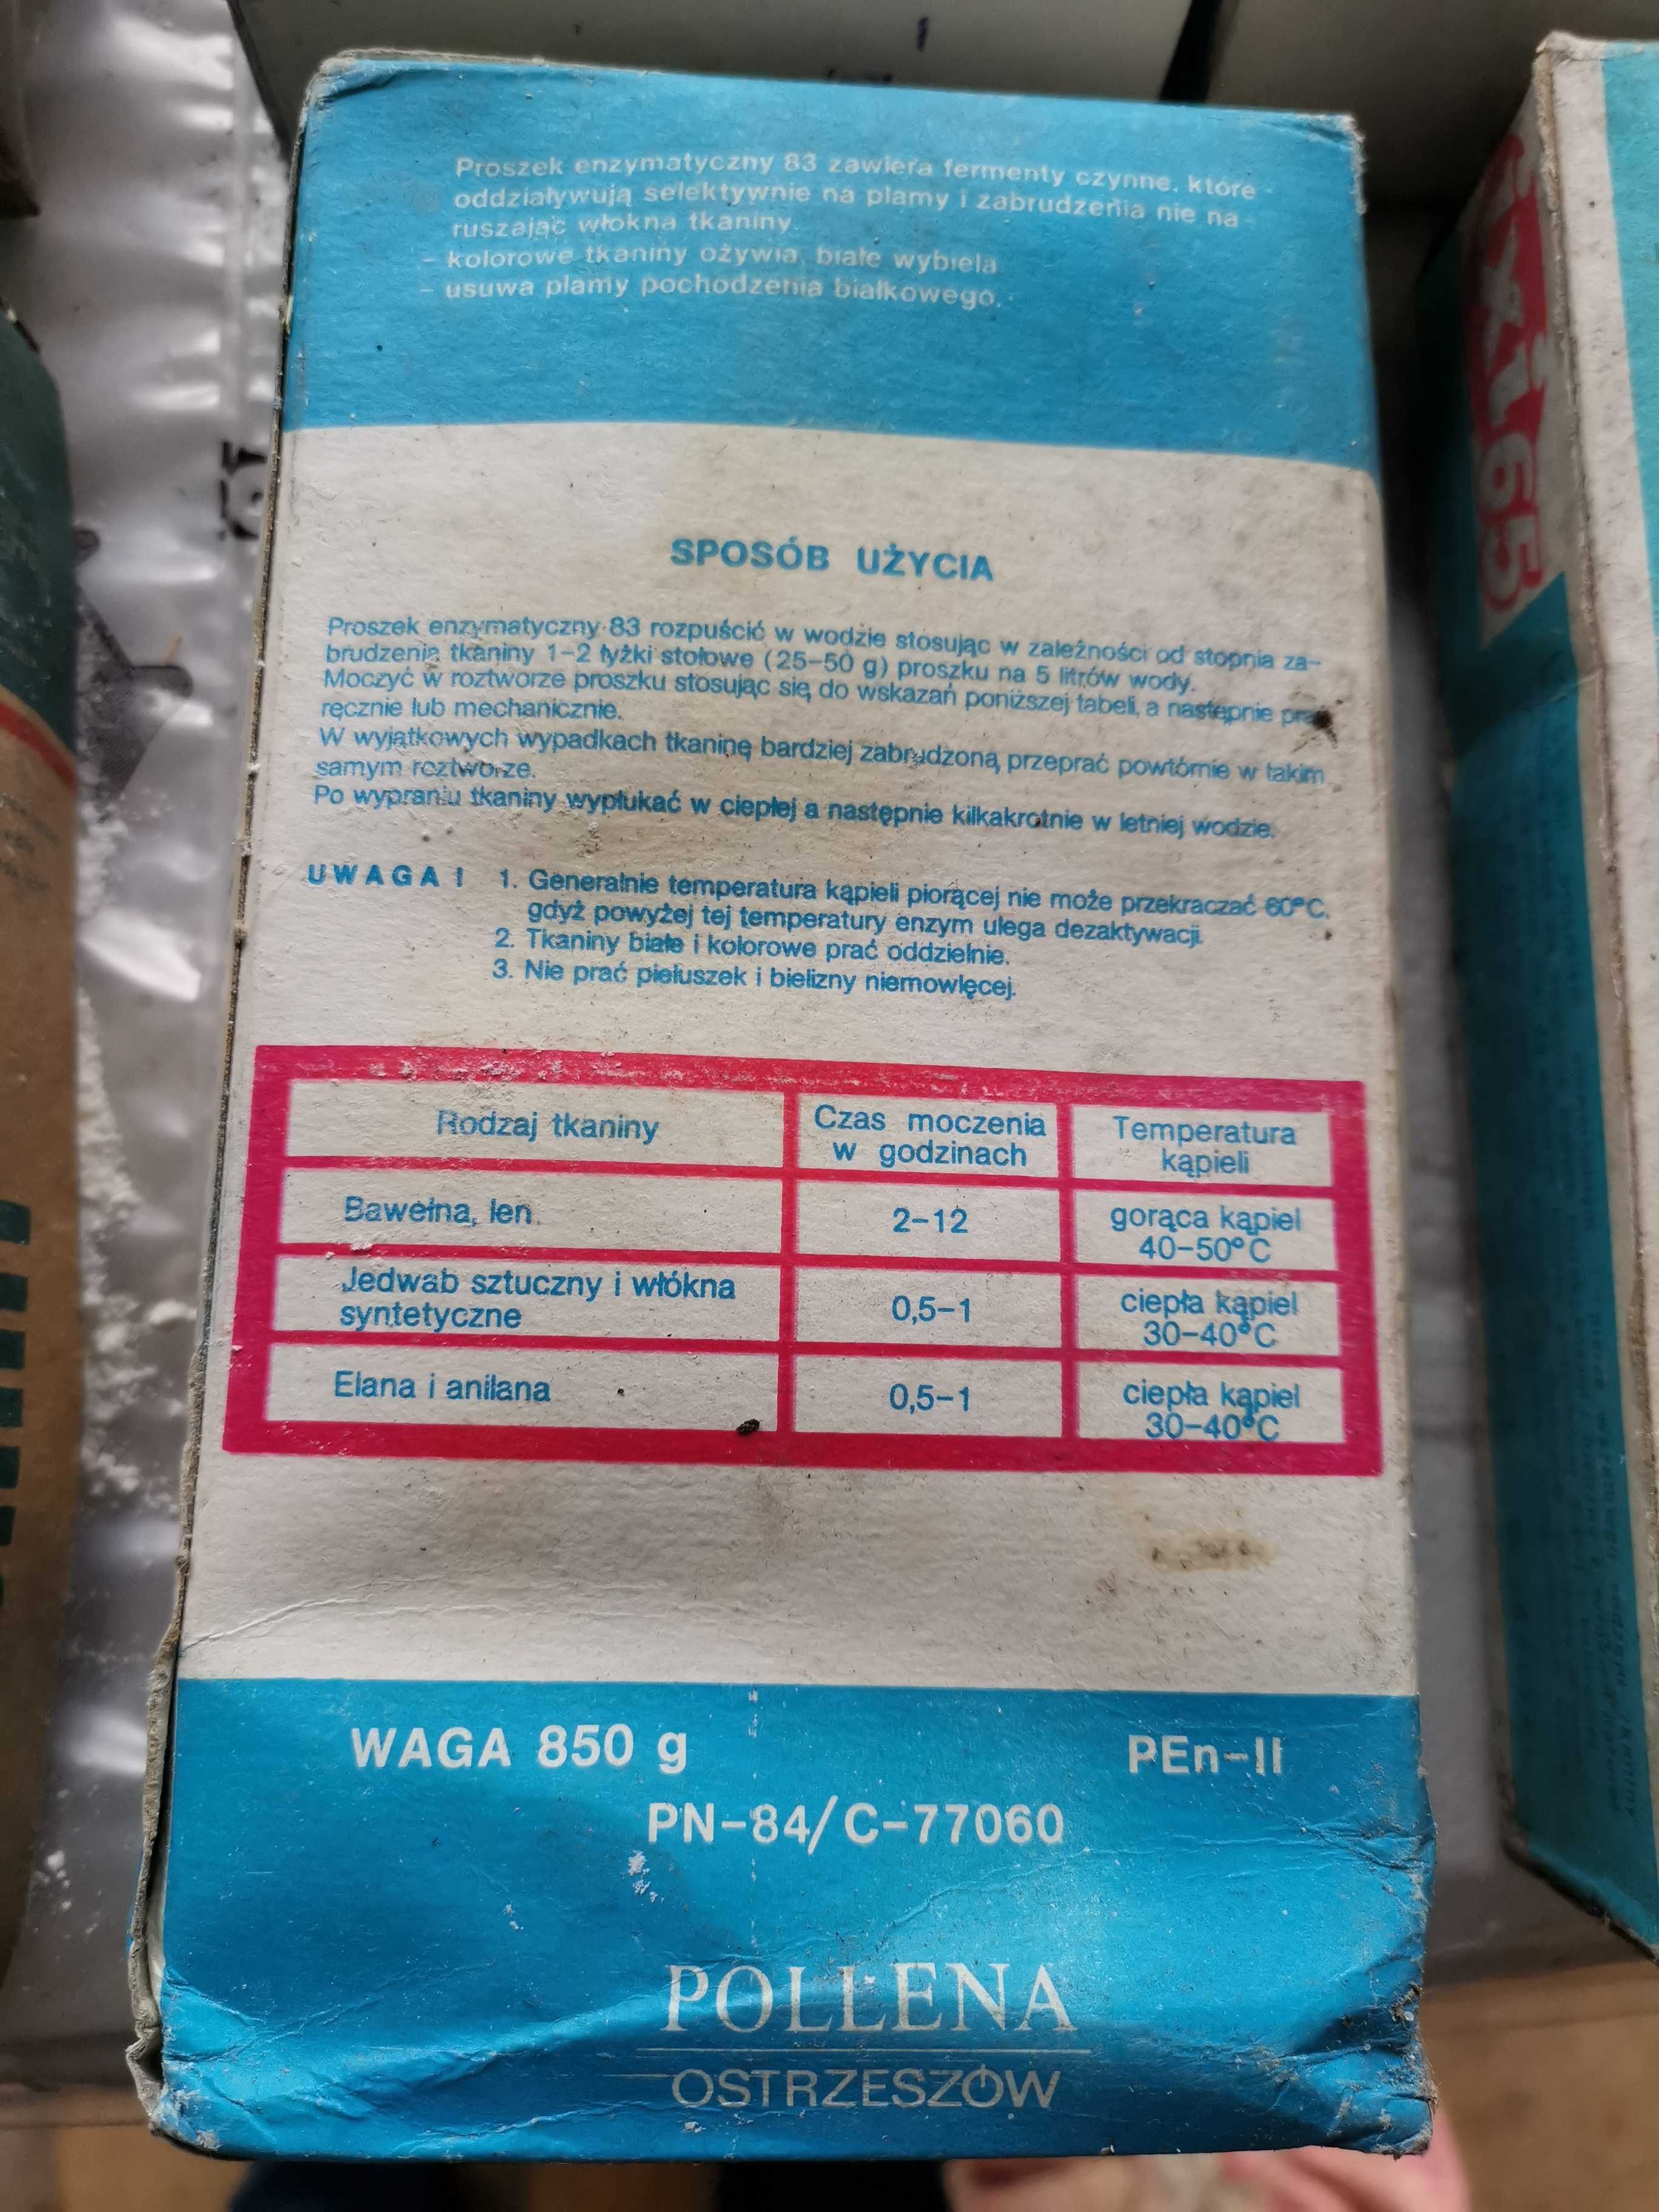 Proszek enzymatyczny 83 zawiera fermenty czynne, które
oddziaływują selektywnie na plamy i zabrudzenia nie na-
ruszając włókna tkaniny.
- kolorowe tkaniny ożywia, białe wybiela
- usuwa plamy pochodzenia białkowego.
SPOSÓB UŻYCIA
Proszek enzymatyczny 83 rozpuścić w wodzie stosując w zależności od stopnia za-
brudzenia tkaniny 1-2 łyżki stołowe (25-50 g) proszku na 5 litrów wody.
Moczyć w roztworze proszku stosując się do wskazań poniższej tabeli, a następnie
ręcznie lub mechanicznie.
W wyjątkowych wypadkach tkaninę bardziej zabrudzoną przeprać powtórnie w takim
samym roztworze.
Po wypraniu tkaniny wypłukać w ciepłej a następnie kilkakrotnie w letniej wodzie.
UWAGA! 1. Generalnie temperatura kąpieli piorącej nie może przekraczać 60°C,
gdyż powyżej tej temperatury enzym ulega dezaktywacji.
2. Tkaniny białe i kolorowe prać oddzielnie.
3. Nie prać pieluszek i bielizny niemowlęcej.
Rodzaj tkaniny
Czas moczenia
w godzinach
Temperatura
kąpieli
Bawełna, len
2-12
gorąca kąpiel
40-50°C
Jedwab sztuczny i włókna
syntetyczne
0,5-1
ciepła kąpiel
30-40°C
Elana i anilana
0,5-1
ciepła kąpiel
30-40°C
WAGA 850 g
PEn-II
PN-84/C-77060
POLLENA
OSTRZESZÓW
ixi65